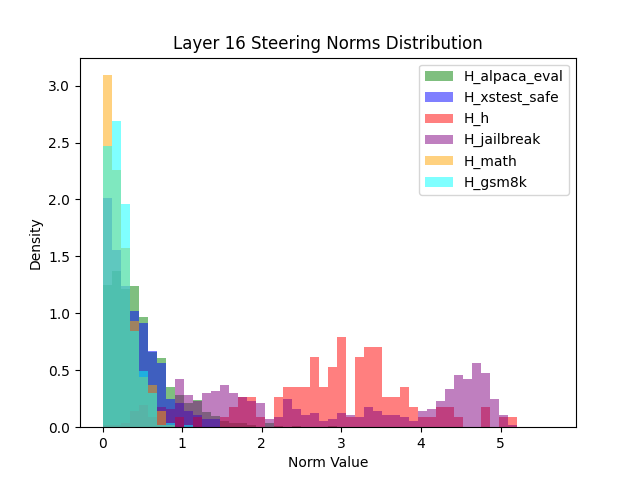 Layer 16 Steering Norms Distribution
H_alpaca_eval
H_xstest_safe
H_h
H_jailbreak
H_math
H_gsm8k
3.0
2.5
2.0
1.5
1.0
0.5
0.0
Density
0 1 2 3 4 5
Norm Value